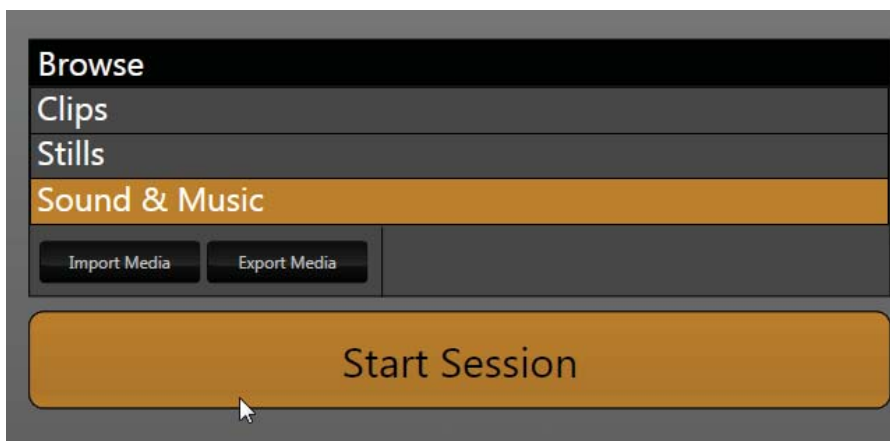 Browse
Clips
Stills
Sound & Music
Import Media Export Media
Start Session